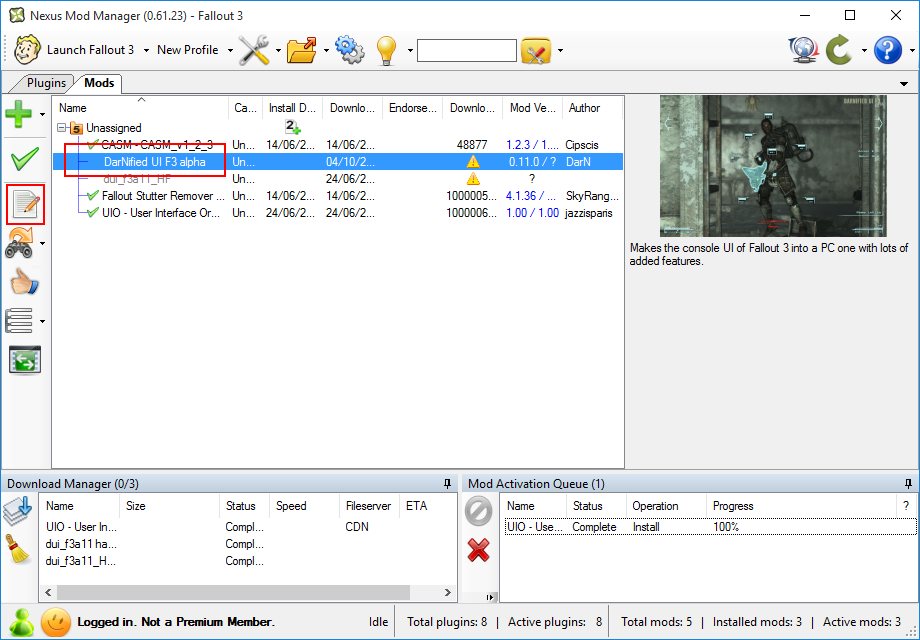 Nexus Mod Manager (0.61.23) - Fallout 3
Launch Fallout 3 New Profile
Plugins Mods
Name Ca... Install D... Downlo... Endorse... Downlo... Mod Ve... Author
5 Unassigned 2
CASM - CASM_v1_2_3 Un... 14/06/2... 14/06/2... 48877 1.2.3 / 1.... Cipscis
DarNified UI F3 alpha Un... 04/10/2... 0.11.0 / ? DarN
dui_f3a11_HF Un... 24/06/2... ?
Fallout Stutter Remover ... Un... 14/06/2... 14/06/2... 1000005... 4.1.36 / ... SkyRang...
UIO - User Interface Or... Un... 24/06/2... 24/06/2... 1000006... 1.00 / 1.00 jazzisparis
DARNIFIED UI F3
Makes the console UI of Fallout 3 into a PC one with lots of
added features.
Download Manager (0/3)
Name Size Status Speed Fileserver ETA
UIO - User In... Compl... CDN
dui_f3a11 ha... Compl...
dui_f3a11_H... Compl...
Mod Activation Queue (1)
Name Status Operation Progress ?
UIO - Use... Complete Install 100%
Logged in. Not a Premium Member. Idle Total plugins: 8 | Active plugins: 8 Total mods: 5 | Installed mods: 3 | Active mods: 3